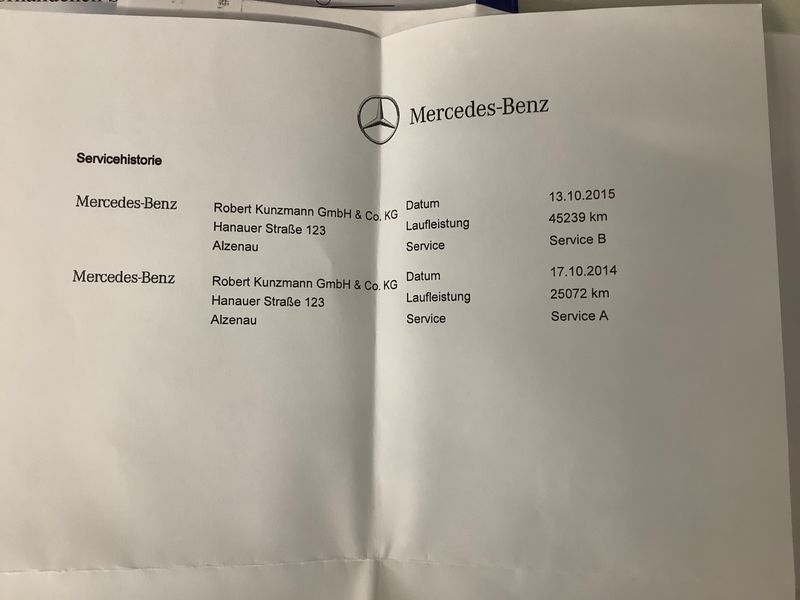 Mercedes-Benz
Servicehistorie
Mercedes-Benz Robert Kunzmann GmbH & Co. KG Datum 13.10.2015
Hanauer Straße 123 Laufleistung 45239 km
Alzenau Service Service B
Mercedes-Benz Robert Kunzmann GmbH & Co. KG Datum 17.10.2014
Hanauer Straße 123 Laufleistung 25072 km
Alzenau Service Service A